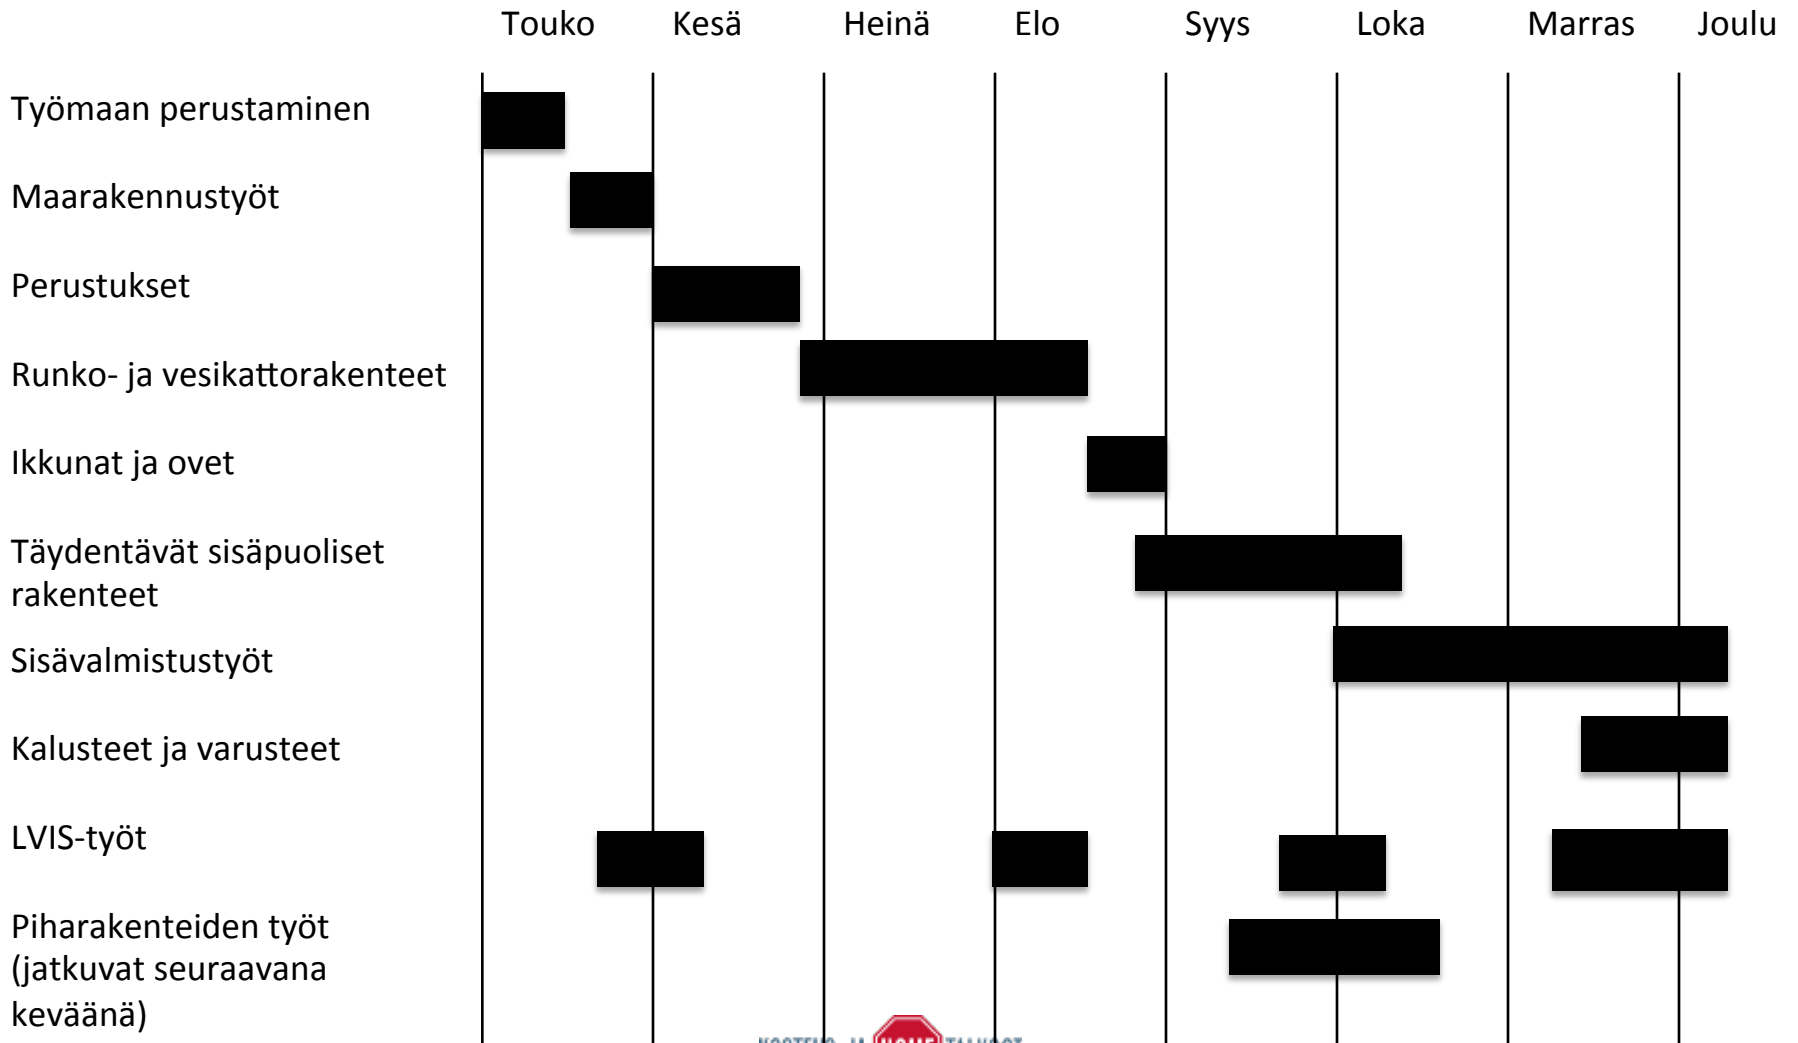 Touko Kesä Heinä Elo Syys Loka Marras Joulu
Työmaan perustaminen
Maarakennustyöt
Perustukset
Runko- ja vesikattorakenteet
Ikkunat ja ovet
Täydentävät sisäpuoliset
rakenteet
Sisävalmistustyöt
Kalusteet ja varusteet
LVIS-työt
Piharakenteiden työt
(jatkuvat seuraavana
keväänä)